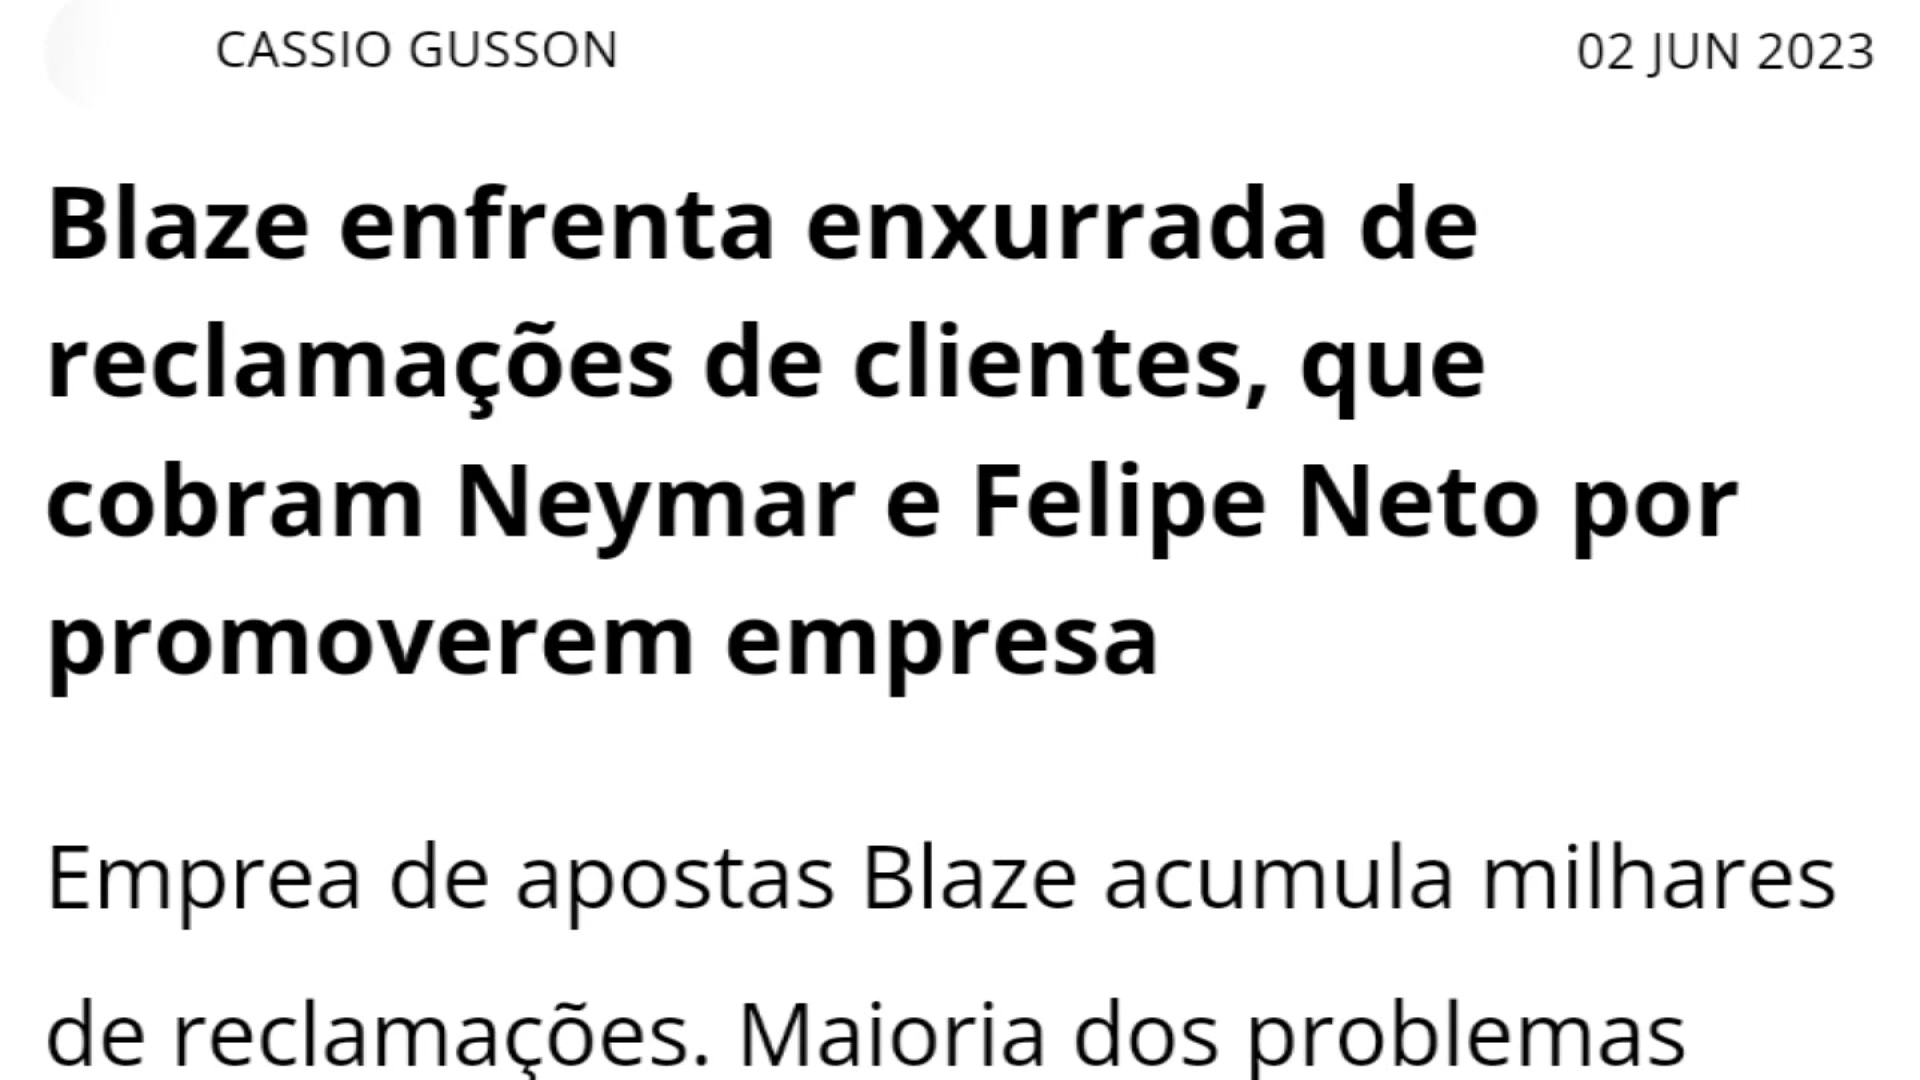 CASSIO GUSSON
02 JUN 2023
Blaze enfrenta enxurrada de
reclamações de clientes, que
cobram Neymar e Felipe Neto por
promoverem empresa
Emprea de apostas Blaze acumula milhares
de reclamações. Maioria dos problemas